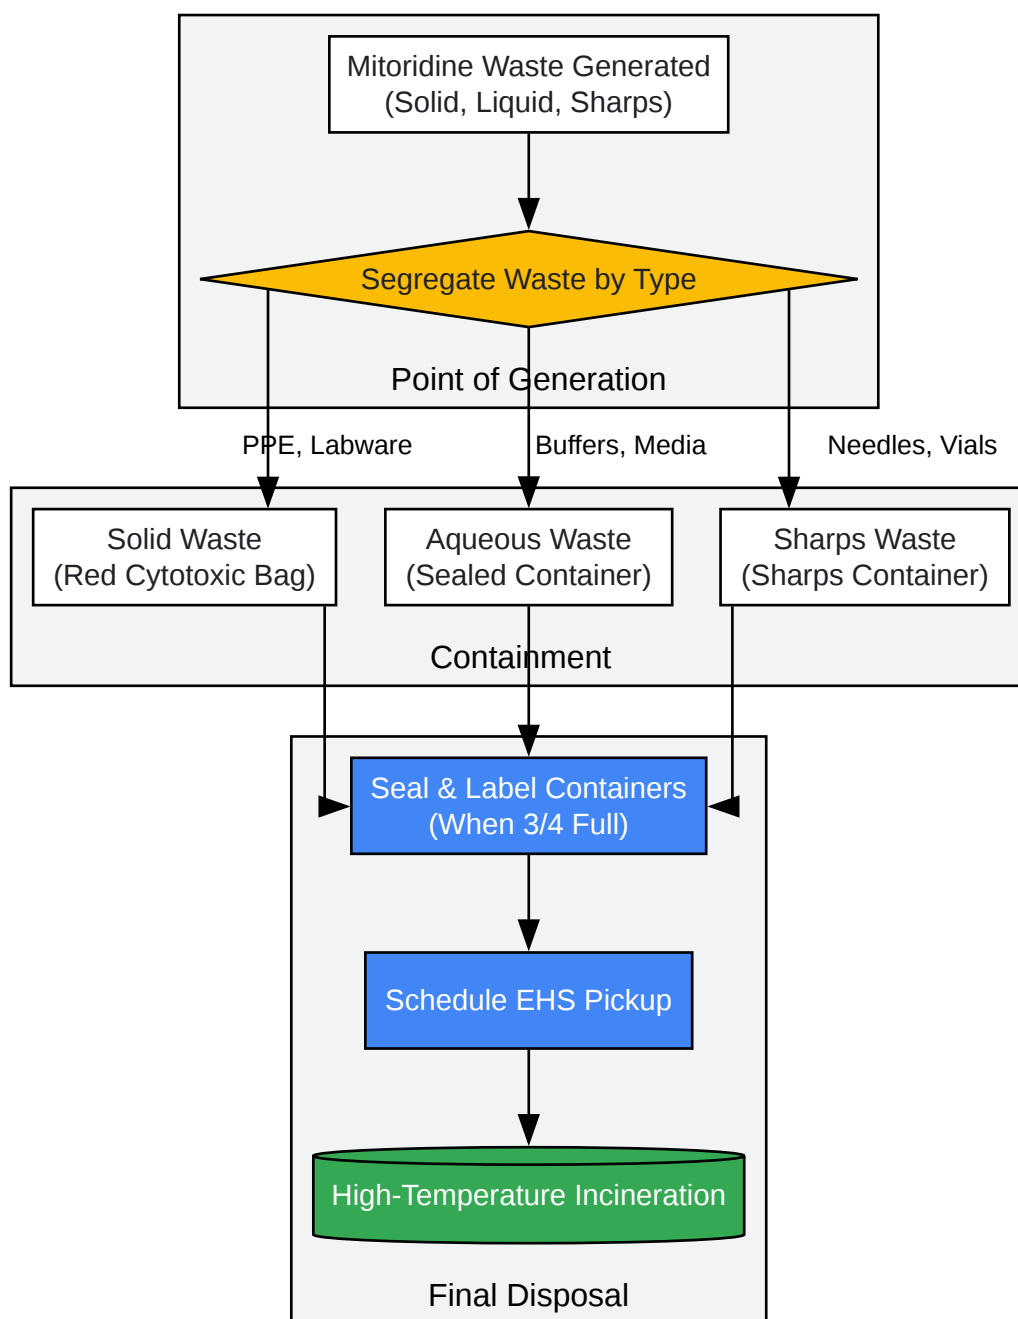 Mitoridine Waste Generated
(Solid, Liquid, Sharps)
Segregate Waste by Type
Point of Generation
PPE, Labware
Buffers, Media
Needles, Vials
Solid Waste
(Red Cytotoxic Bag)
Aqueous Waste
(Sealed Container)
Sharps Waste
(Sharps Container)
Containment
Seal & Label Containers
(When 3/4 Full)
Schedule EHS Pickup
High-Temperature Incineration
Final Disposal